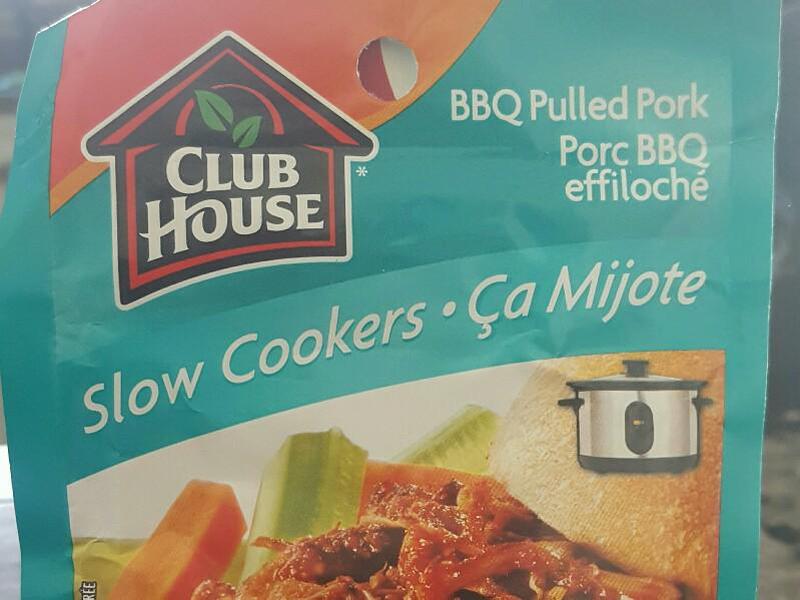 CLUB
HOUSE
*
BBQ Pulled Pork
Porc BBQ
effiloché
Slow Cookers • Ça Mijote